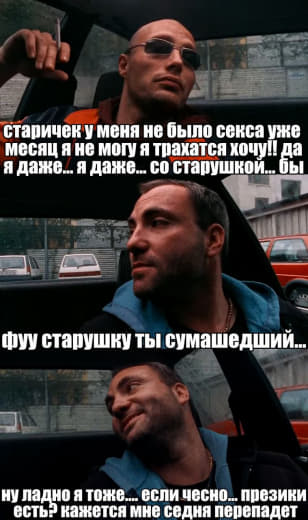 старичек у меня не было секса уже
месяц я не могу я трахатся хочу!! да
я даже... я даже... со старушкой... бы
фуу старушку ты сумашедший...
ну ладно я тоже.... если чесно... презики
есть? кажется мне седня перепадет